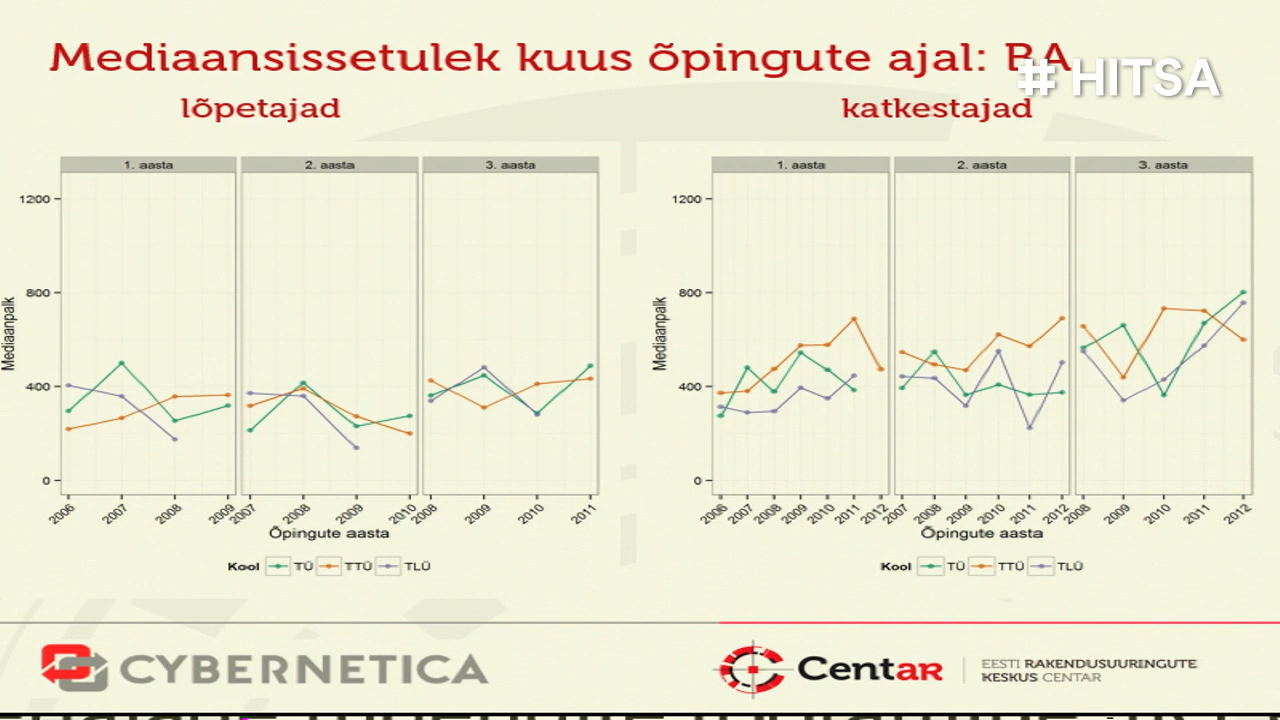 Mediaansissetulek kuus õpingute ajal: BA
# HITSA
lõpetajad
katkestajad
1. aasta 2. aasta 3. aasta
1200
800
400
0
Mediaanpalk
2006 2007 2008 2009 2007 2008 2009 2010 2008 2009 2010 2011
Õpingute aasta
Kool TÜ TTÜ TLÜ
1. aasta 2. aasta 3. aasta
1200
800
400
0
Mediaanpalk
2006 2007 2008 2009 2010 2011 2012 2007 2008 2009 2010 2011 2012 2008 2009 2010 2011 2012
Õpingute aasta
Kool TÜ TTÜ TLÜ
CYBERNETICA
CentAR
EESTI RAKENDUSUURINGUTE
KESKUS CENTAR